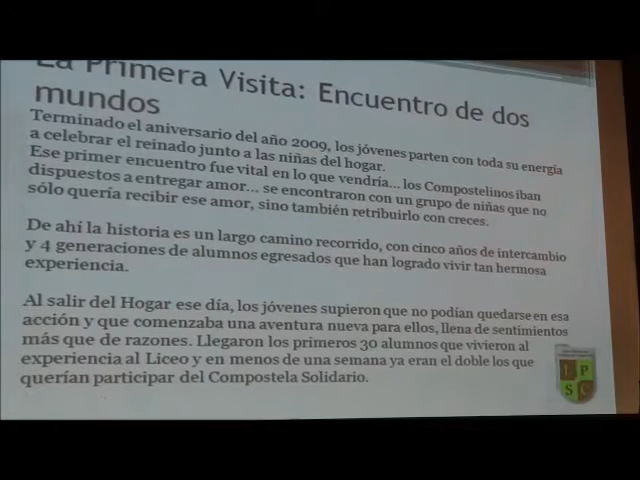 La Primera Visita: Encuentro de dos
mundos
Terminado el aniversario del año 2009, los jóvenes parten con toda su energía
a celebrar el reinado junto a las niñas del hogar.
Ese primer encuentro fue vital en lo que vendría... los Compostelinos iban
dispuestos a entregar amor... se encontraron con un grupo de niñas que no
sólo quería recibir ese amor, sino también retribuirlo con creces.
De ahí la historia es un largo camino recorrido, con cinco años de intercambio
y 4 generaciones de alumnos egresados que han logrado vivir tan hermosa
experiencia.
Al salir del Hogar ese día, los jóvenes supieron que no podían quedarse en esa
acción y que comenzaba una aventura nueva para ellos, llena de sentimientos
más que de razones. Llegaron los primeros 30 alumnos que vivieron al
experiencia al Liceo y en menos de una semana ya eran el doble los que
querían participar del Compostela Solidario.
L P
S C